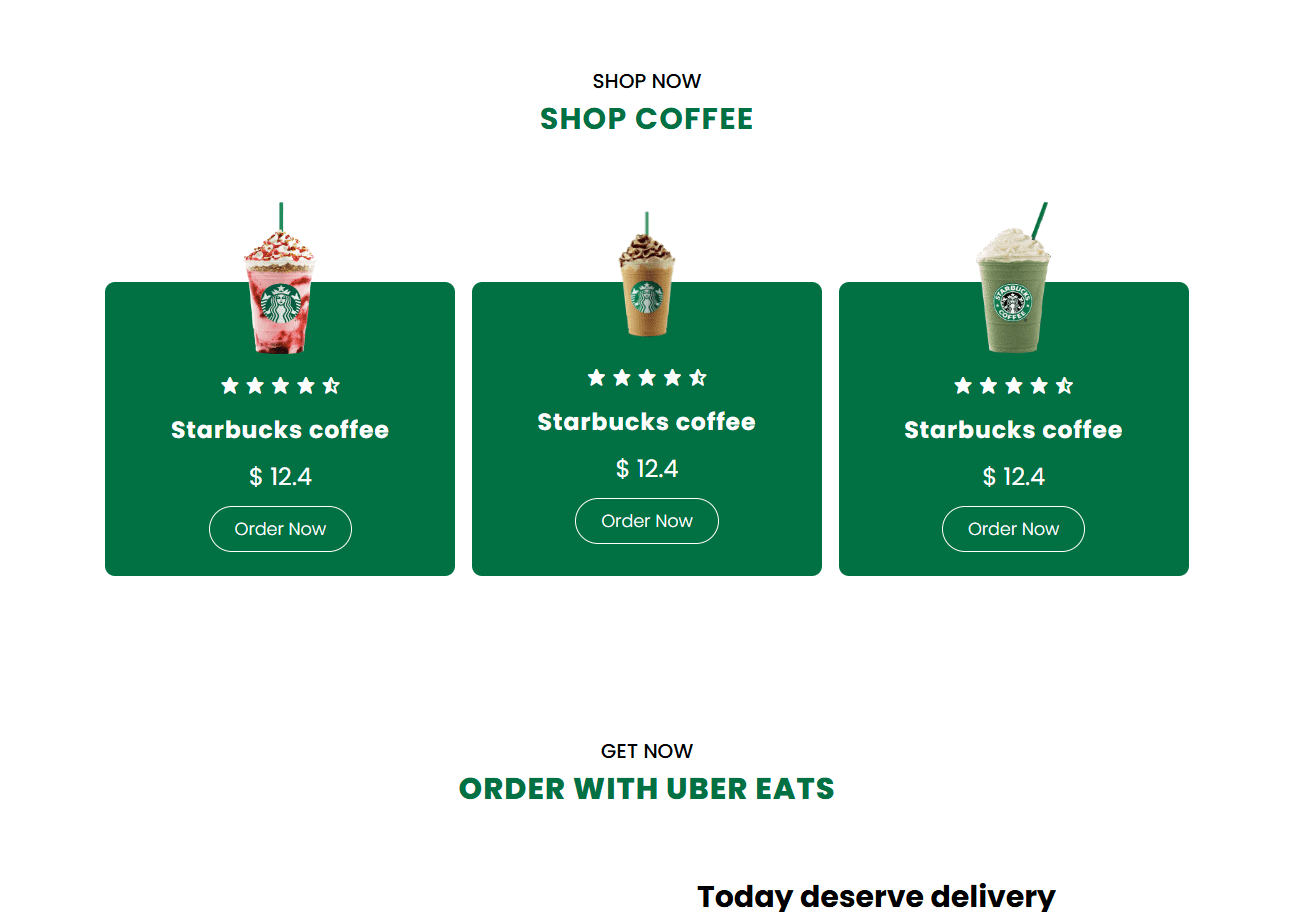 SHOP NOW
SHOP COFFEE
STARBUCKS
COFFEE
Starbucks coffee
$ 12.4
Order Now
Starbucks coffee
$ 12.4
Order Now
Starbucks coffee
$ 12.4
Order Now
GET NOW
ORDER WITH UBER EATS
Today deserve delivery